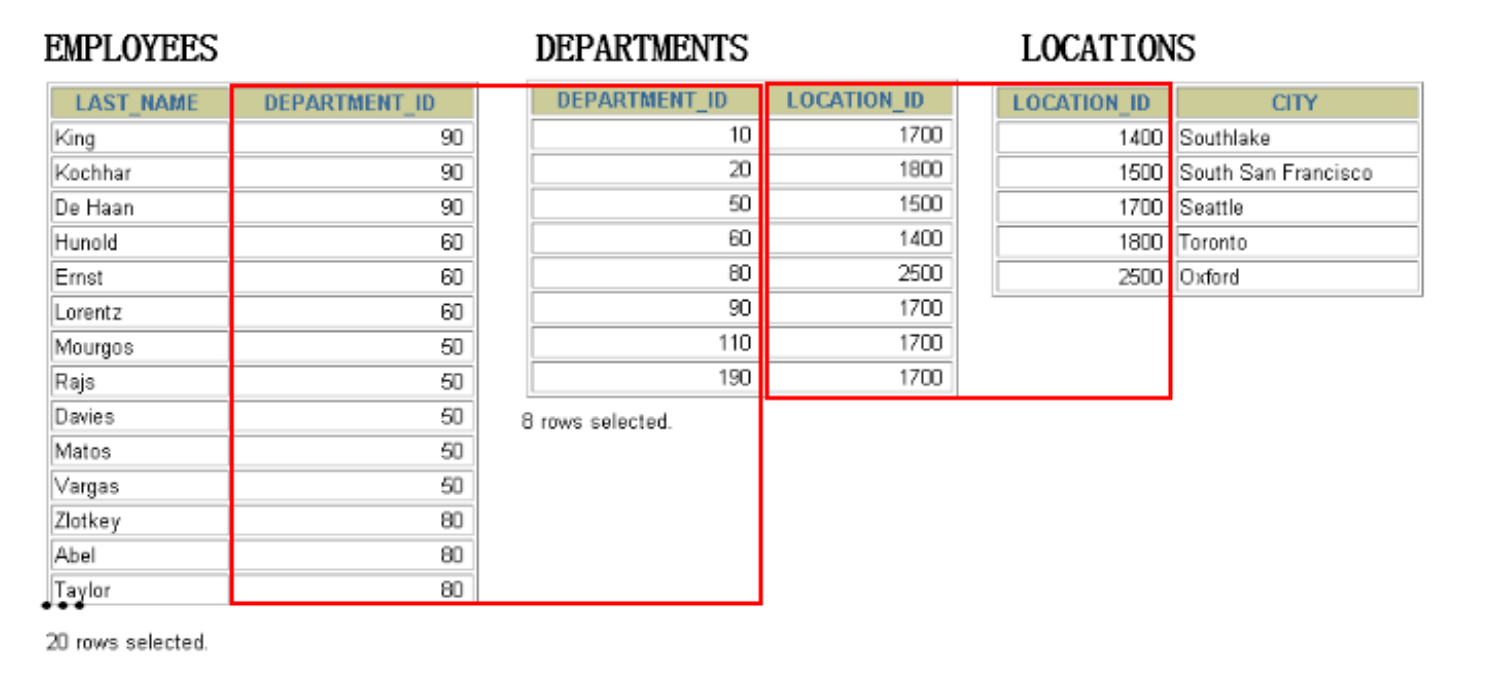 EMPLOYEES
LAST_NAME DEPARTMENT_ID
King 90
Kochhar 90
De Haan 90
Hunold 60
Ernst 60
Lorentz 60
Mourgos 50
Rajs 50
Davies 50
Matos 50
Vargas 50
Zlotkey 80
Abel 80
Taylor 80
...
20 rows selected.
DEPARTMENTS
DEPARTMENT_ID LOCATION_ID
10 1700
20 1800
50 1500
60 1400
80 2500
90 1700
110 1700
190 1700
8 rows selected.
LOCATIONS
LOCATION_ID CITY
1400 Southlake
1500 South San Francisco
1700 Seattle
1800 Toronto
2500 Oxford